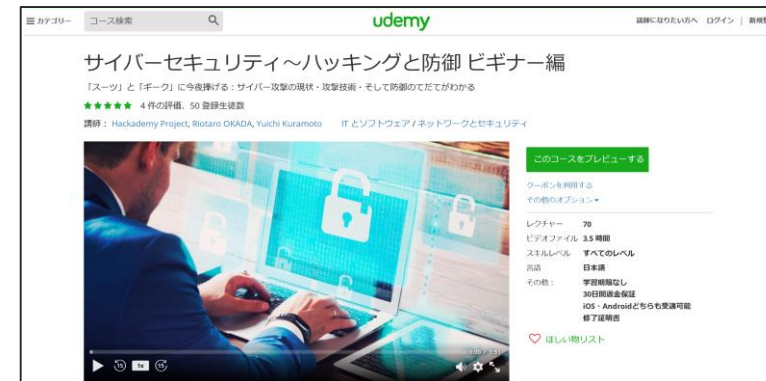 カテゴリー
コース検索
udemy
講師になりたい方へ ログイン | 新規登
サイバーセキュリティ～ハッキングと防御 ビギナー編
「スーツ」と「ギーク」に今夜捧げる：サイバー攻撃の現状・攻撃技術・そして防御のてだてがわかる
4 件の評価, 50 登録生徒数
講師： Hackademy Project, Riotaro OKADA, Yuichi Kuramoto IT とソフトウェア / ネットワークとセキュリティ
このコースをプレビューする
クーポンを利用する
その他のオプション
レクチャー 70
ビデオファイル 3.5 時間
スキルレベル すべてのレベル
言語 日本語
その他： 学習期限なし
30日間返金保証
iOS・Androidどちらも受講可能
修了証明書
ほしい物リスト
15 1x 15